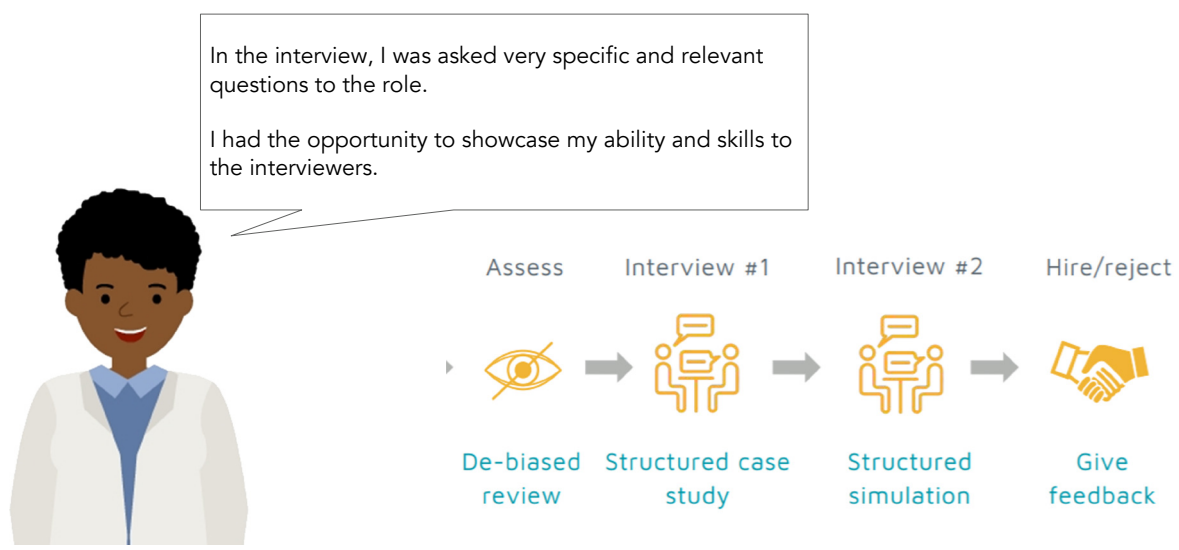 In the interview, I was asked very specific and relevant
questions to the role.
I had the opportunity to showcase my ability and skills to
the interviewers.
Assess
Interview #1
Interview #2
Hire/reject
De-biased
review
Structured case
study
Structured
simulation
Give
feedback